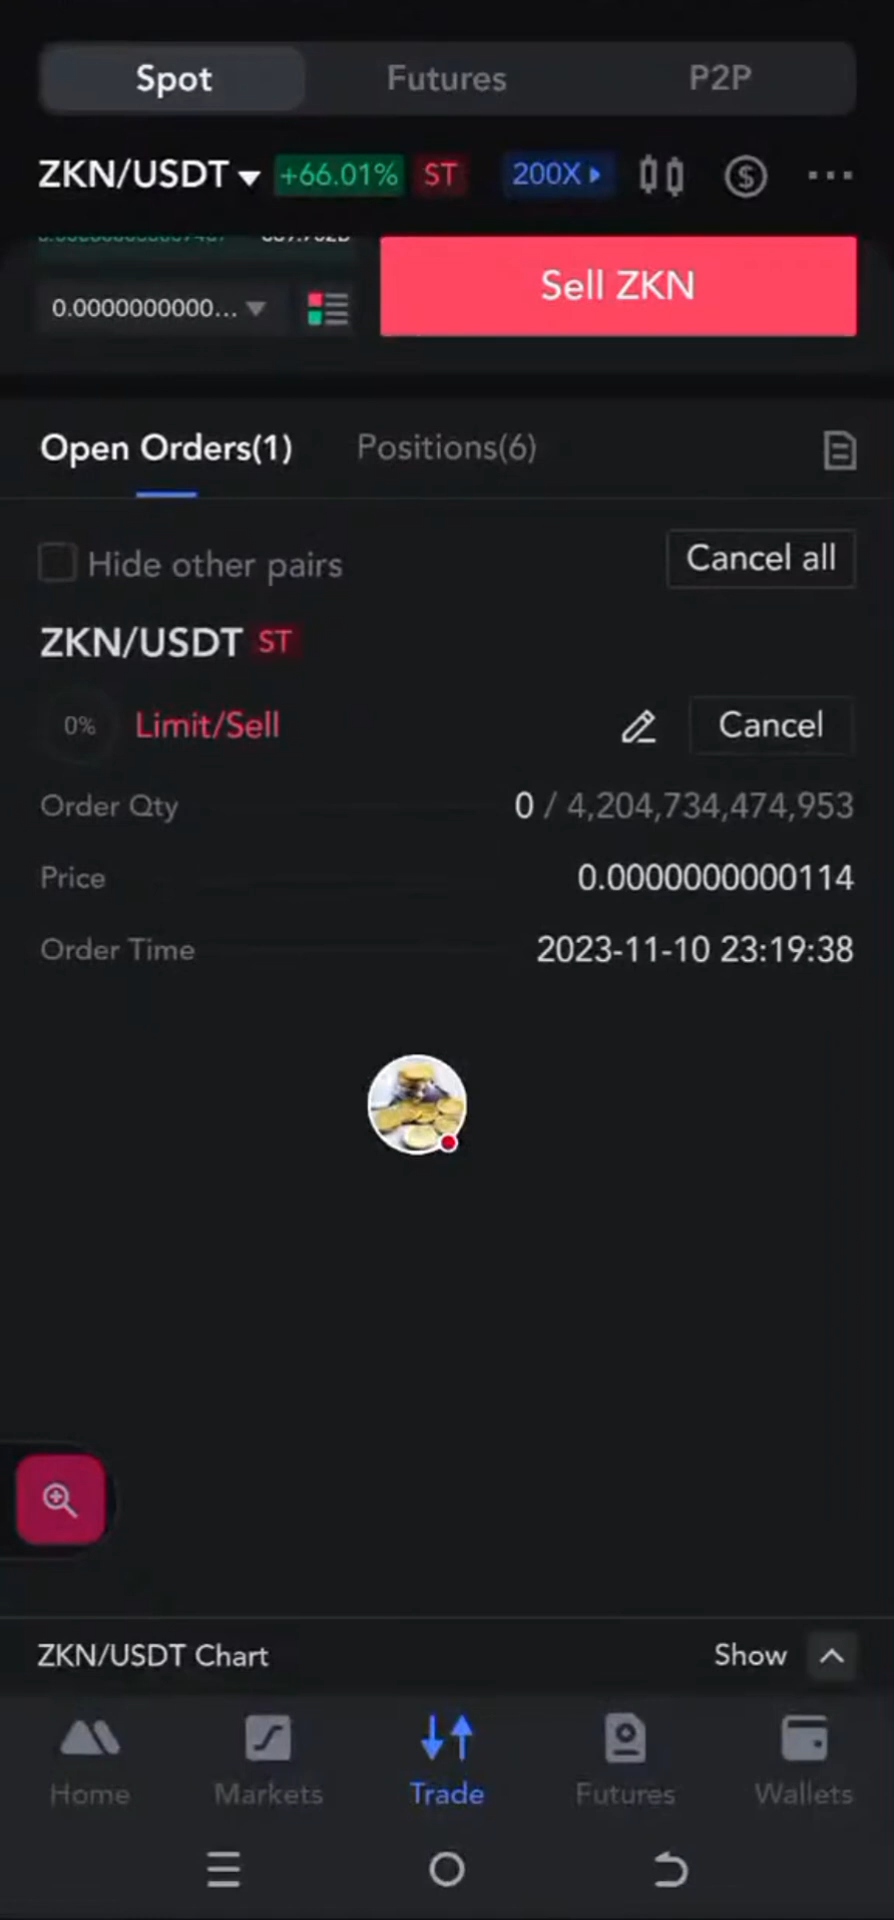 Spot Futures P2P
ZKN/USDT +66.01% ST 200X
Sell ZKN
0.0000000000...
Open Orders(1) Positions(6)
Hide other pairs Cancel all
ZKN/USDT ST
0% Limit/Sell Cancel
Order Qty 0 / 4,204,734,474,953
Price 0.0000000000114
Order Time 2023-11-10 23:19:38
ZKN/USDT Chart Show
Home Markets Trade Futures Wallets